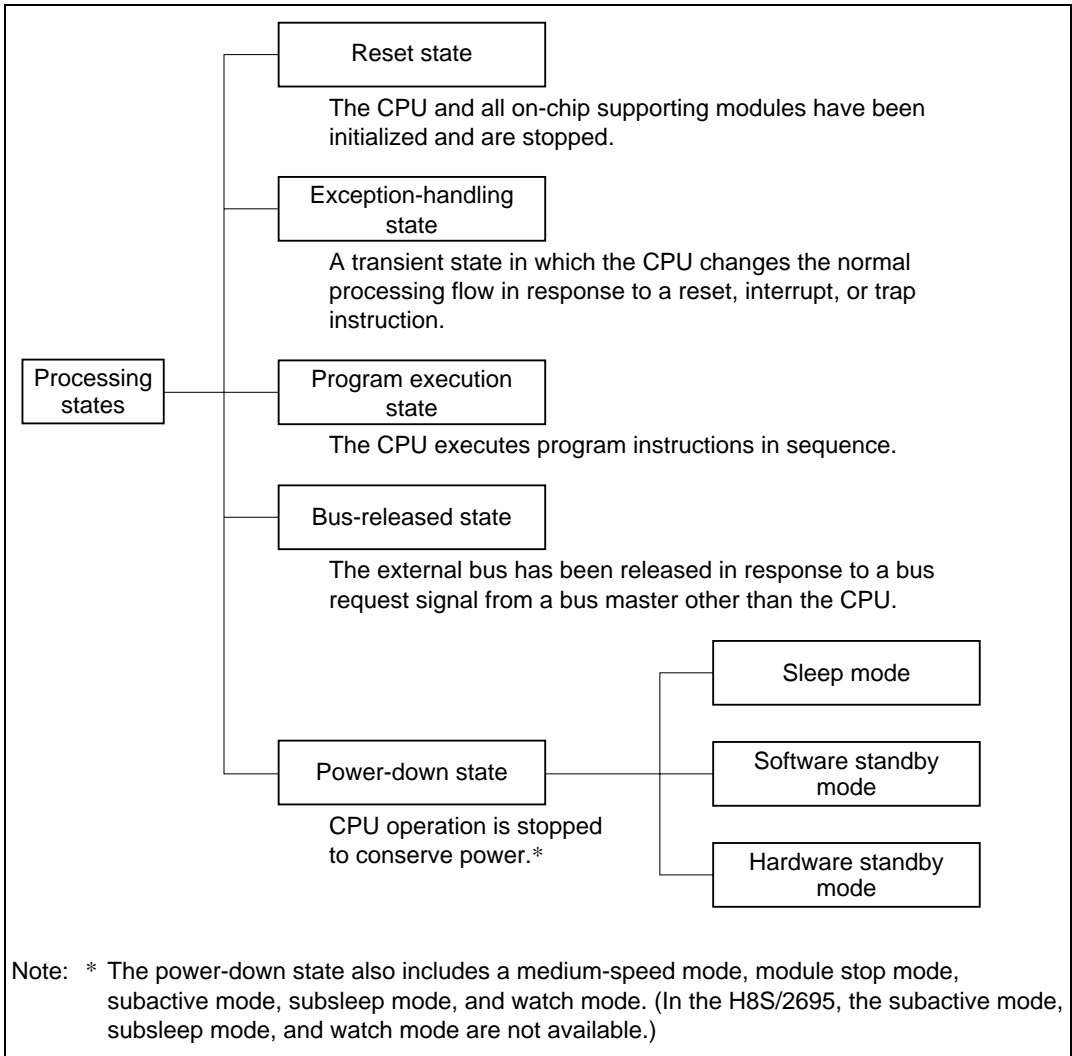 Reset state
The CPU and all on-chip supporting modules have been
initialized and are stopped.
Exception-handling
state
A transient state in which the CPU changes the normal
processing flow in response to a reset, interrupt, or trap
instruction.
Processing
states
Program execution
state
The CPU executes program instructions in sequence.
Bus-released state
The external bus has been released in response to a bus
request signal from a bus master other than the CPU.
Sleep mode
Power-down state
CPU operation is stopped
to conserve power.*
Software standby
mode
Hardware standby
mode
Note: * The power-down state also includes a medium-speed mode, module stop mode,
subactive mode, subsleep mode, and watch mode. (In the H8S/2695, the subactive mode,
subsleep mode, and watch mode are not available.)